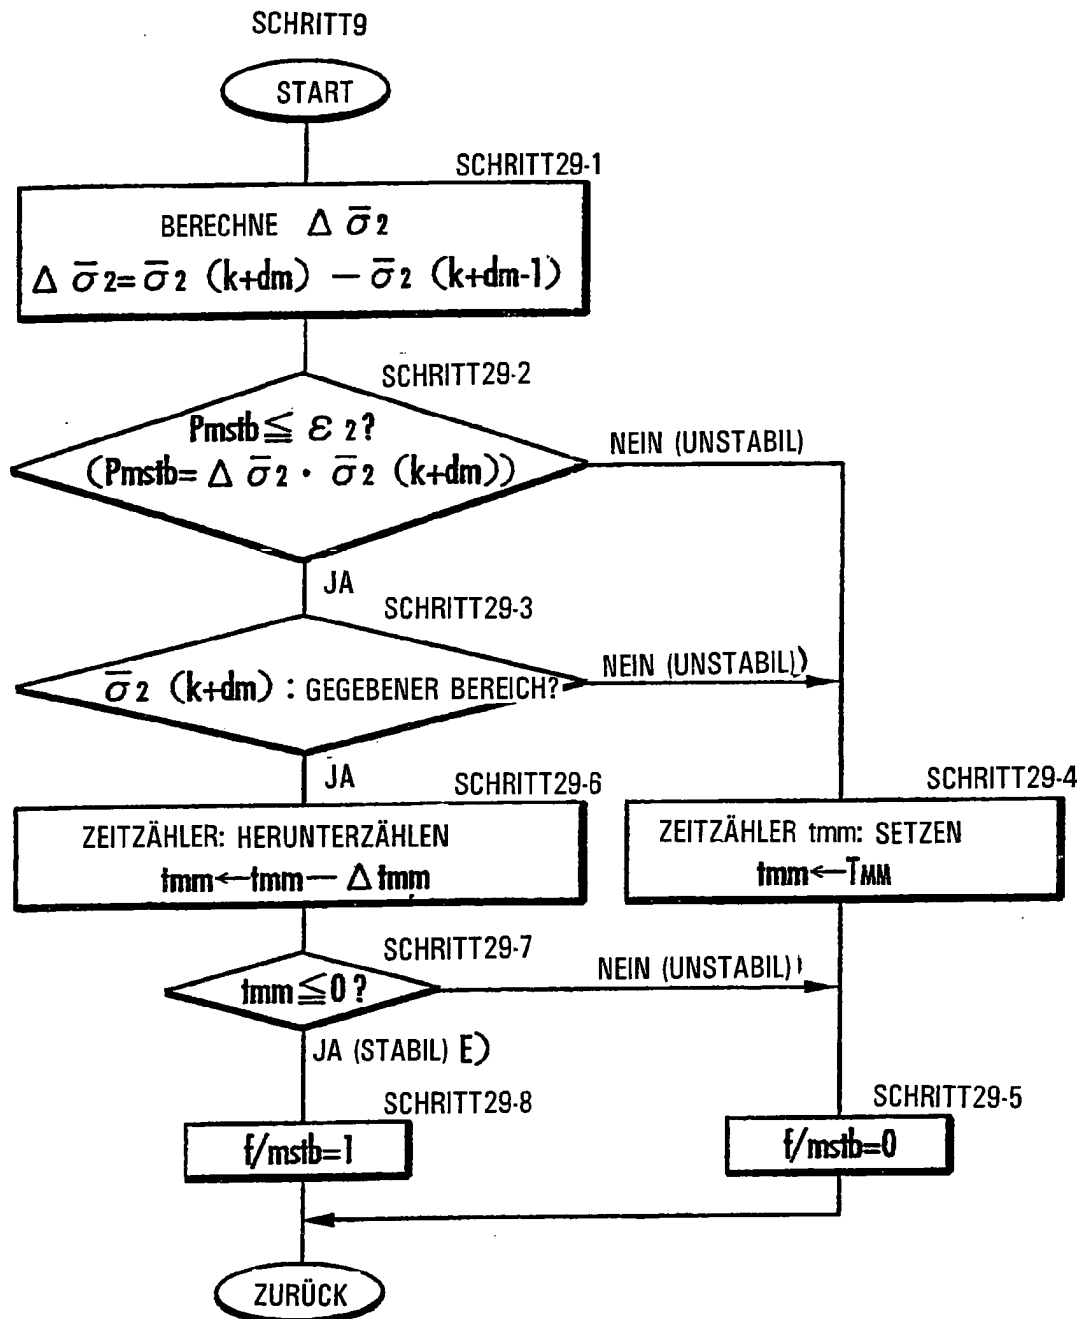 SCHRITT9
START
SCHRITT29-1
BERECHNE Δ σ̅2
Δ σ̅2=σ̅2 (k+dm) − σ̅2 (k+dm-1)
SCHRITT29-2
Pmstb≦ ε2?
(Pmstb= Δ σ̅2 · σ̅2 (k+dm))
NEIN (UNSTABIL)
JA
SCHRITT29-3
σ̅2 (k+dm) : GEGEBENER BEREICH?
NEIN (UNSTABIL))
JA
SCHRITT29-6
ZEITZÄHLER: HERUNTERZÄHLEN
tmm←tmm− Δtmm
SCHRITT29-4
ZEITZÄHLER tmm: SETZEN
tmm←TMM
SCHRITT29-7
tmm≦0?
NEIN (UNSTABIL))
JA (STABIL) E)
SCHRITT29-8
f/mstb=1
SCHRITT29-5
f/mstb=0
ZURÜCK